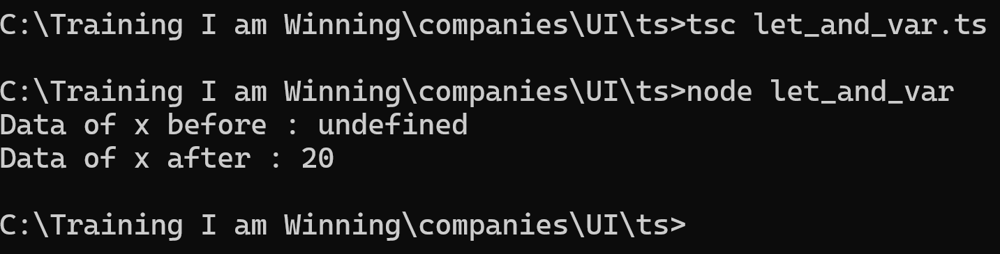 C:\Training I am Winning\companies\UI\ts>tsc let_and_var.ts
C:\Training I am Winning\companies\UI\ts>node let_and_var
Data of x before : undefined
Data of x after : 20
C:\Training I am Winning\companies\UI\ts>